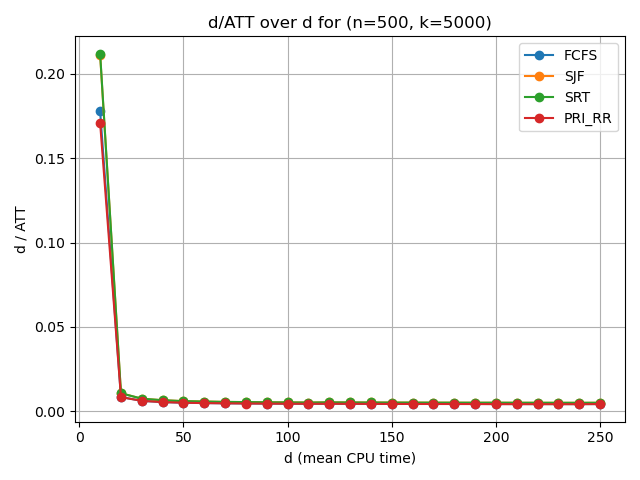 d/ATT over d for (n=500, k=5000)
FCFS
SJF
SRT
PRI_RR
d / ATT
0.20
0.15
0.10
0.05
0.00
0
50
100
150
200
250
d (mean CPU time)